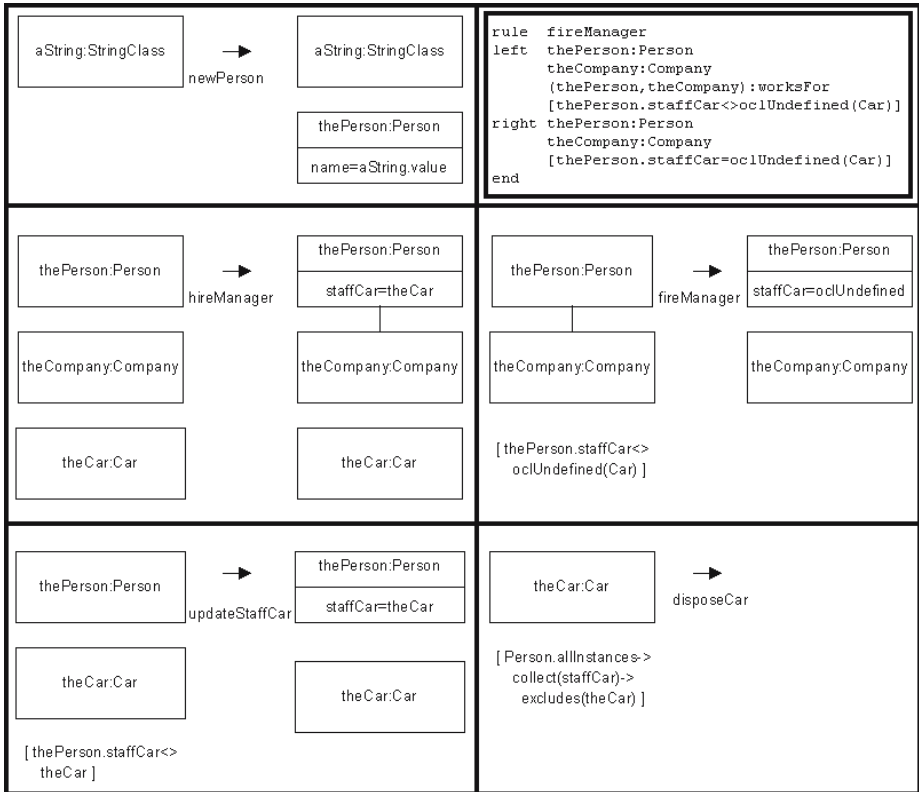 aString:StringClass
newPerson
aString:StringClass
thePerson:Person
name=aString.value
rule fireManager
left thePerson:Person
theCompany:Company
(thePerson,theCompany):worksFor
[thePerson.staffCar<>oclUndefined(Car)]
right thePerson:Person
theCompany:Company
[thePerson.staffCar=oclUndefined(Car)]
end
thePerson:Person
hireManager
thePerson:Person
staffCar=theCar
theCompany:Company
theCompany:Company
theCar:Car
theCar:Car
thePerson:Person
fireManager
thePerson:Person
staffCar=oclUndefined
theCompany:Company
theCompany:Company
[ thePerson.staffCar<>
oclUndefined(Car) ]
thePerson:Person
updateStaffCar
thePerson:Person
staffCar=theCar
theCar:Car
theCar:Car
[ thePerson.staffCar<>
theCar ]
theCar:Car
disposeCar
[ Person.allInstances->
collect(staffCar)->
excludes(theCar) ]